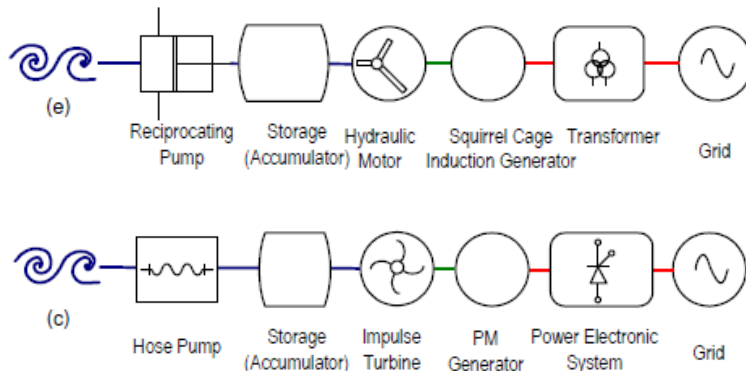 (e)
Reciprocating Storage Hydraulic Squirrel Cage Transformer
Pump (Accumulator) Motor Induction Generator Grid
(c)
Hose Pump Storage Impulse PM Power Electronic
(Accumulator) Turbine Generator System Grid